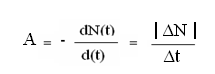 A = - dN(t) / d(t) = | ΔN | / Δt